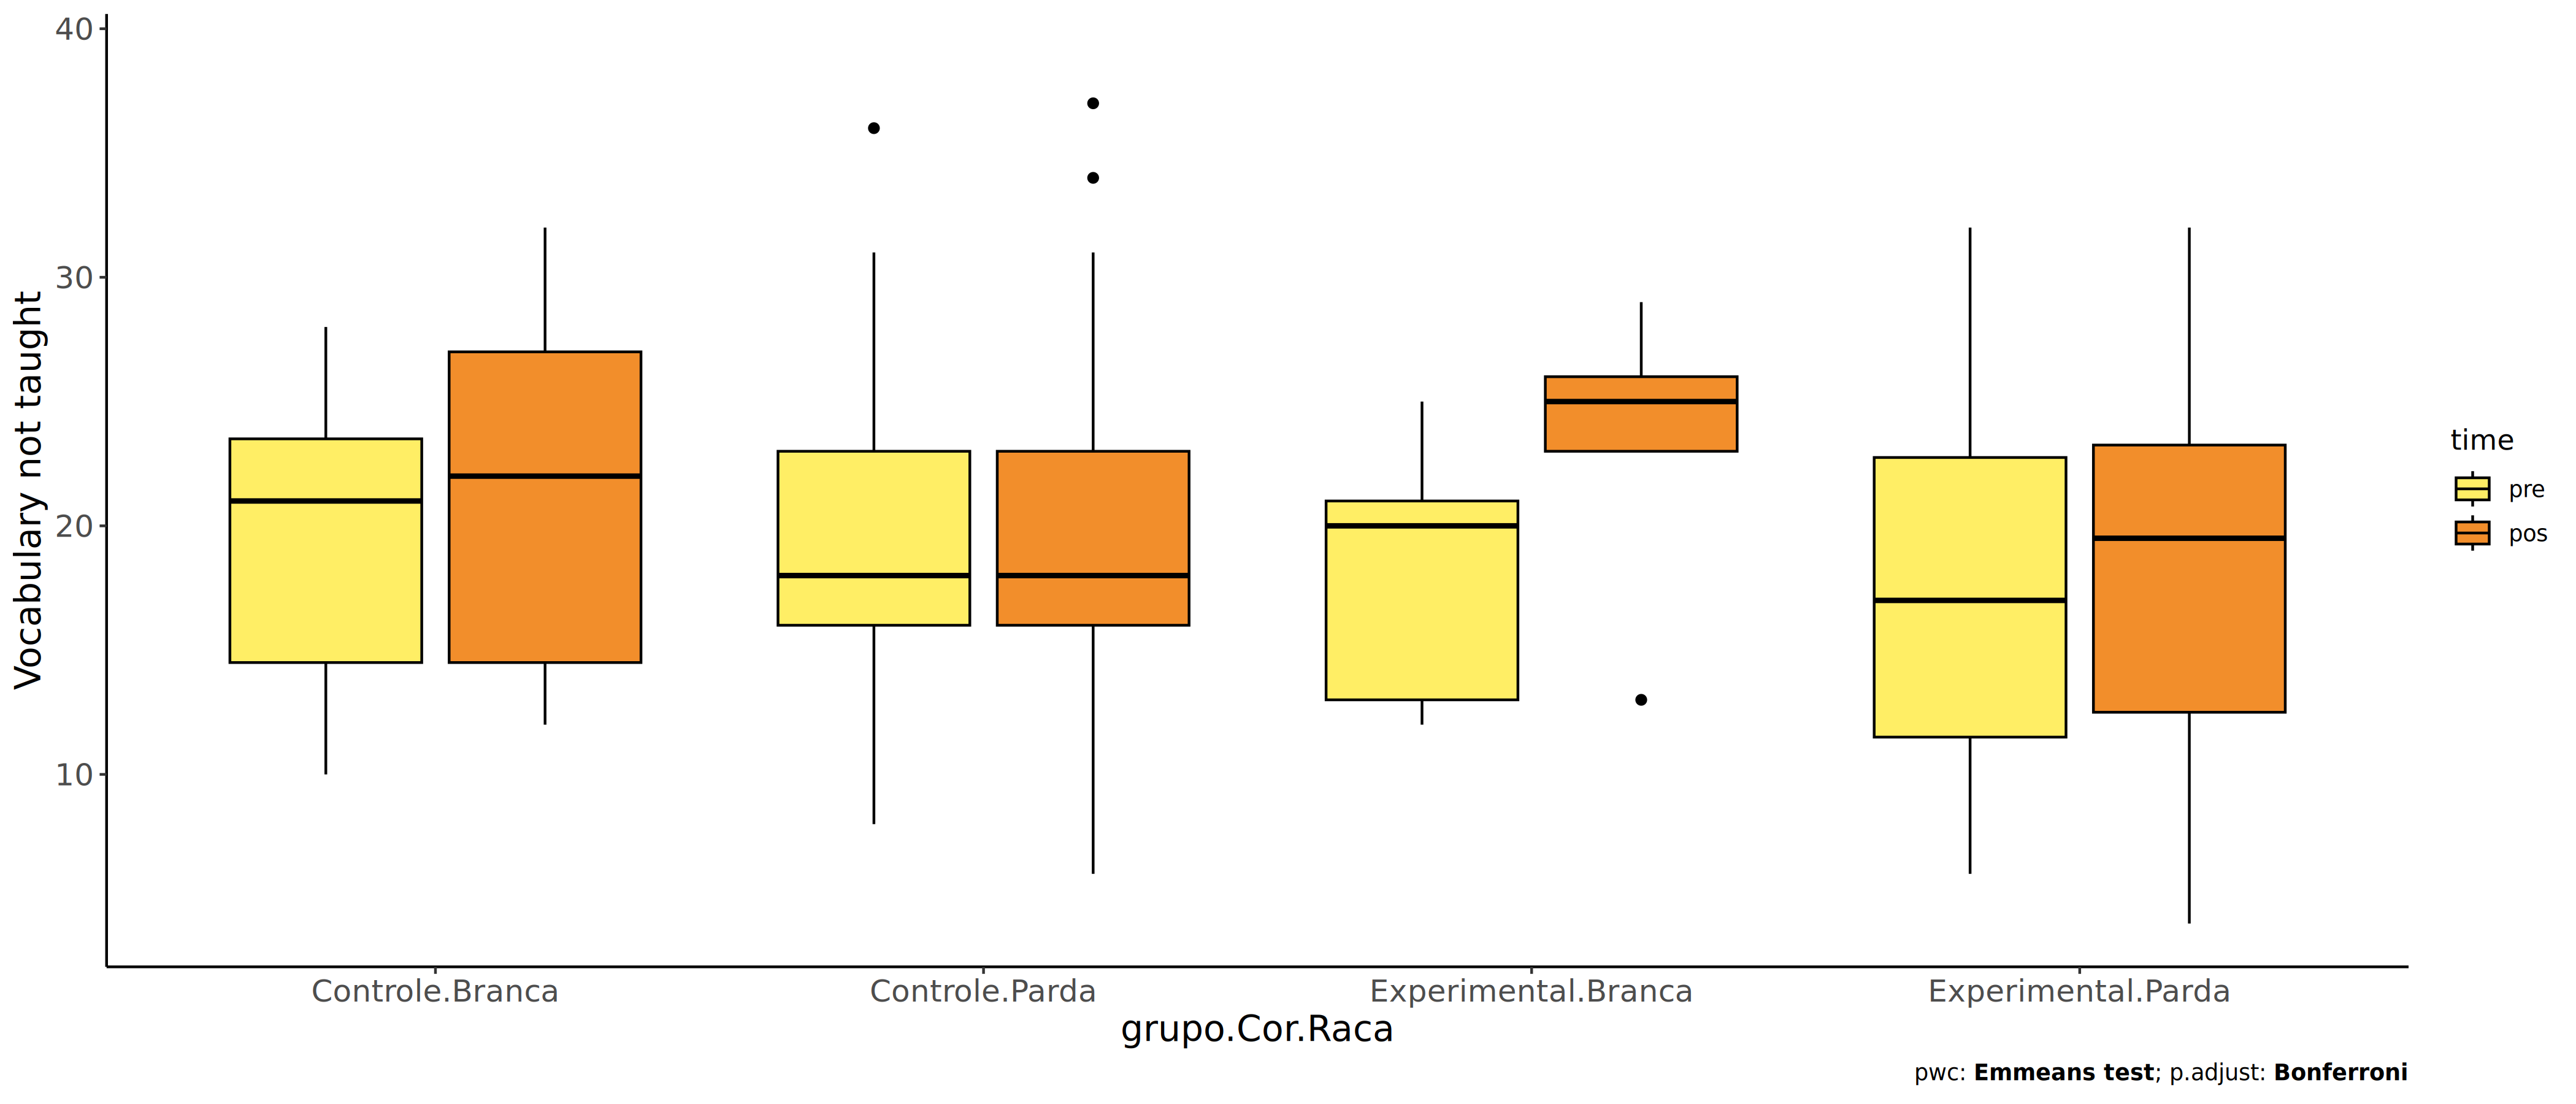 40
30
20
10
Vocabulary not taught
Controle.Branca
Controle.Parda
Experimental.Branca
Experimental.Parda
grupo.Cor.Raca
time
pre
pos
pwc: Emmeans test; p.adjust: Bonferroni